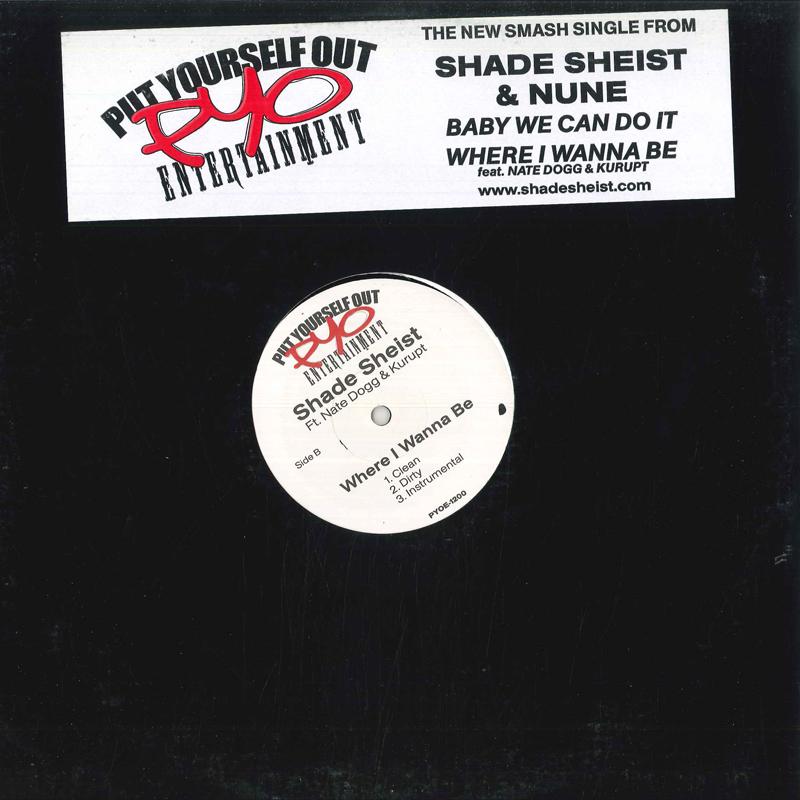 PUT YOURSELF OUT
PYO
ENTERTAINMENT
THE NEW SMASH SINGLE FROM
SHADE SHEIST
& NUNE
BABY WE CAN DO IT
WHERE I WANNA BE
feat. NATE DOGG & KURUPT
www.shadesheist.com
PUT YOURSELF OUT
PYO
ENTERTAINMENT
Shade Sheist
Ft. Nate Dogg & Kurupt
Side B
Where I Wanna Be
1. Clean
2. Dirty
3. Instrumental
PYOE-1200